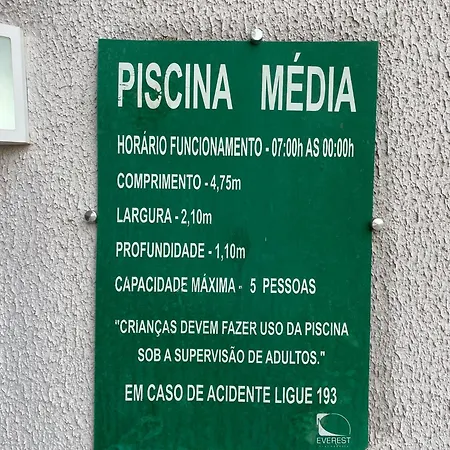 PISCINA MÉDIA
HORÁRIO FUNCIONAMENTO - 07:00h AS 00:00h
COMPRIMENTO - 4,75m
LARGURA - 2,10m
PROFUNDIDADE - 1,10m
CAPACIDADE MÁXIMA - 5 PESSOAS
"CRIANÇAS DEVEM FAZER USO DA PISCINA
SOB A SUPERVISÃO DE ADULTOS."
EM CASO DE ACIDENTE LIGUE 193
EVEREST